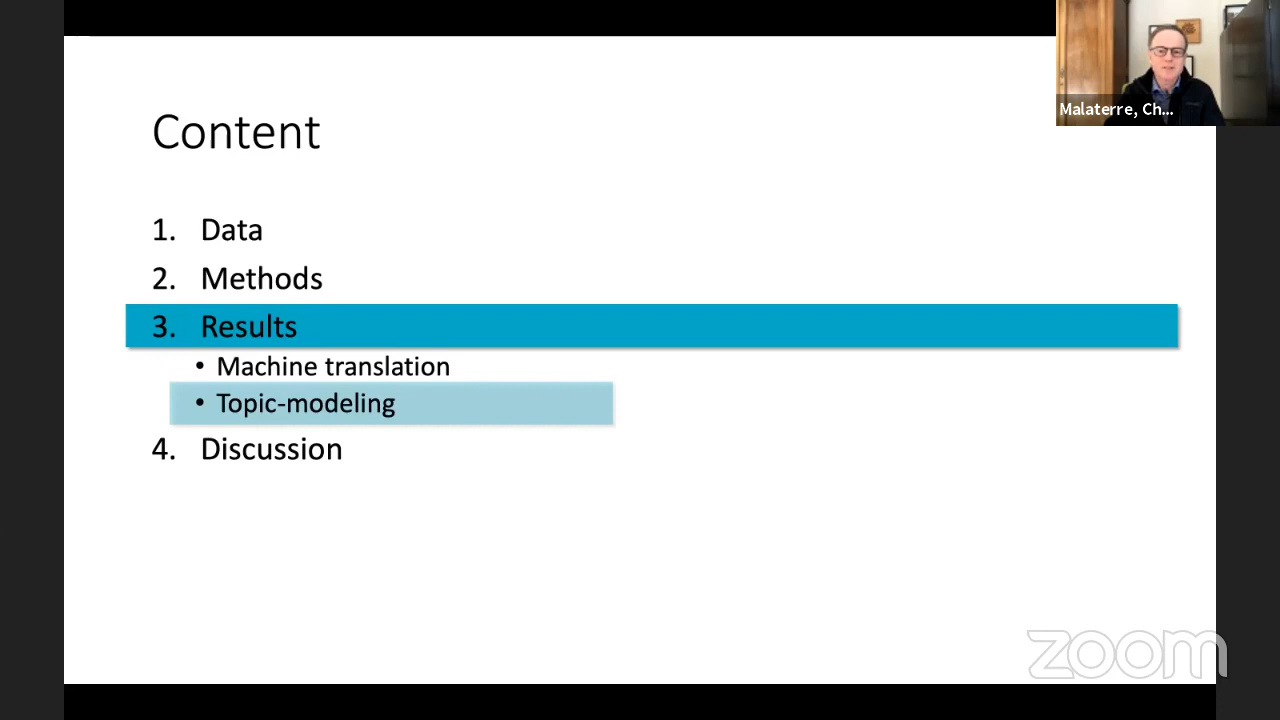 Malaterre, Ch...
Content
1. Data
2. Methods
3. Results
• Machine translation
• Topic-modeling
4. Discussion
zoom